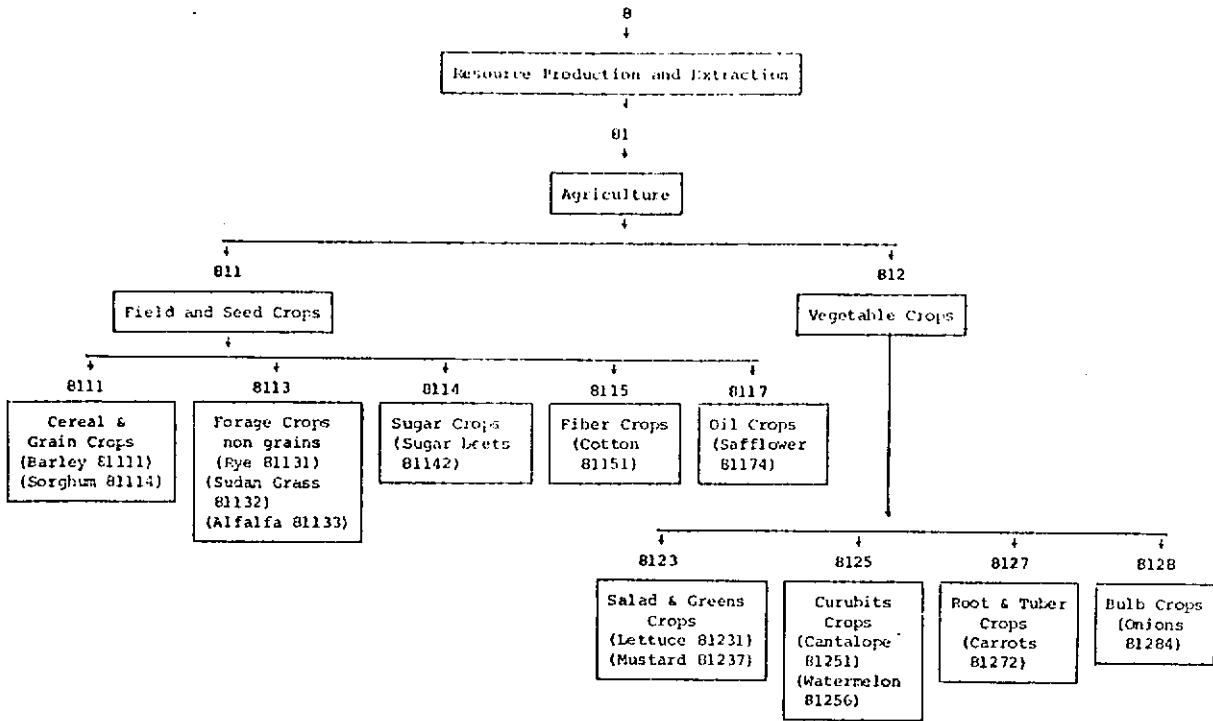 8
Resource Production and Extraction
81
Agriculture
811
812
Field and Seed Crops
Vegetable Crops
8111
8113
8114
8115
8117
Cereal &
Grain Crops
(Barley 81111)
(Sorghum 81114)
Forage Crops
non grains
(Rye 81131)
(Sudan Grass
81132)
(Alfalfa 81133)
Sugar Crops
(Sugar beets
81142)
Fiber Crops
(Cotton
81151)
Oil Crops
(Safflower
81174)
8123
8125
8127
8128
Salad & Greens
Crops
(Lettuce 81231)
(Mustard 81237)
Curubits
Crops
(Cantalope
81251)
(Watermelon
81256)
Root & Tuber
Crops
(Carrots
81272)
Bulb Crops
(Onions
81284)